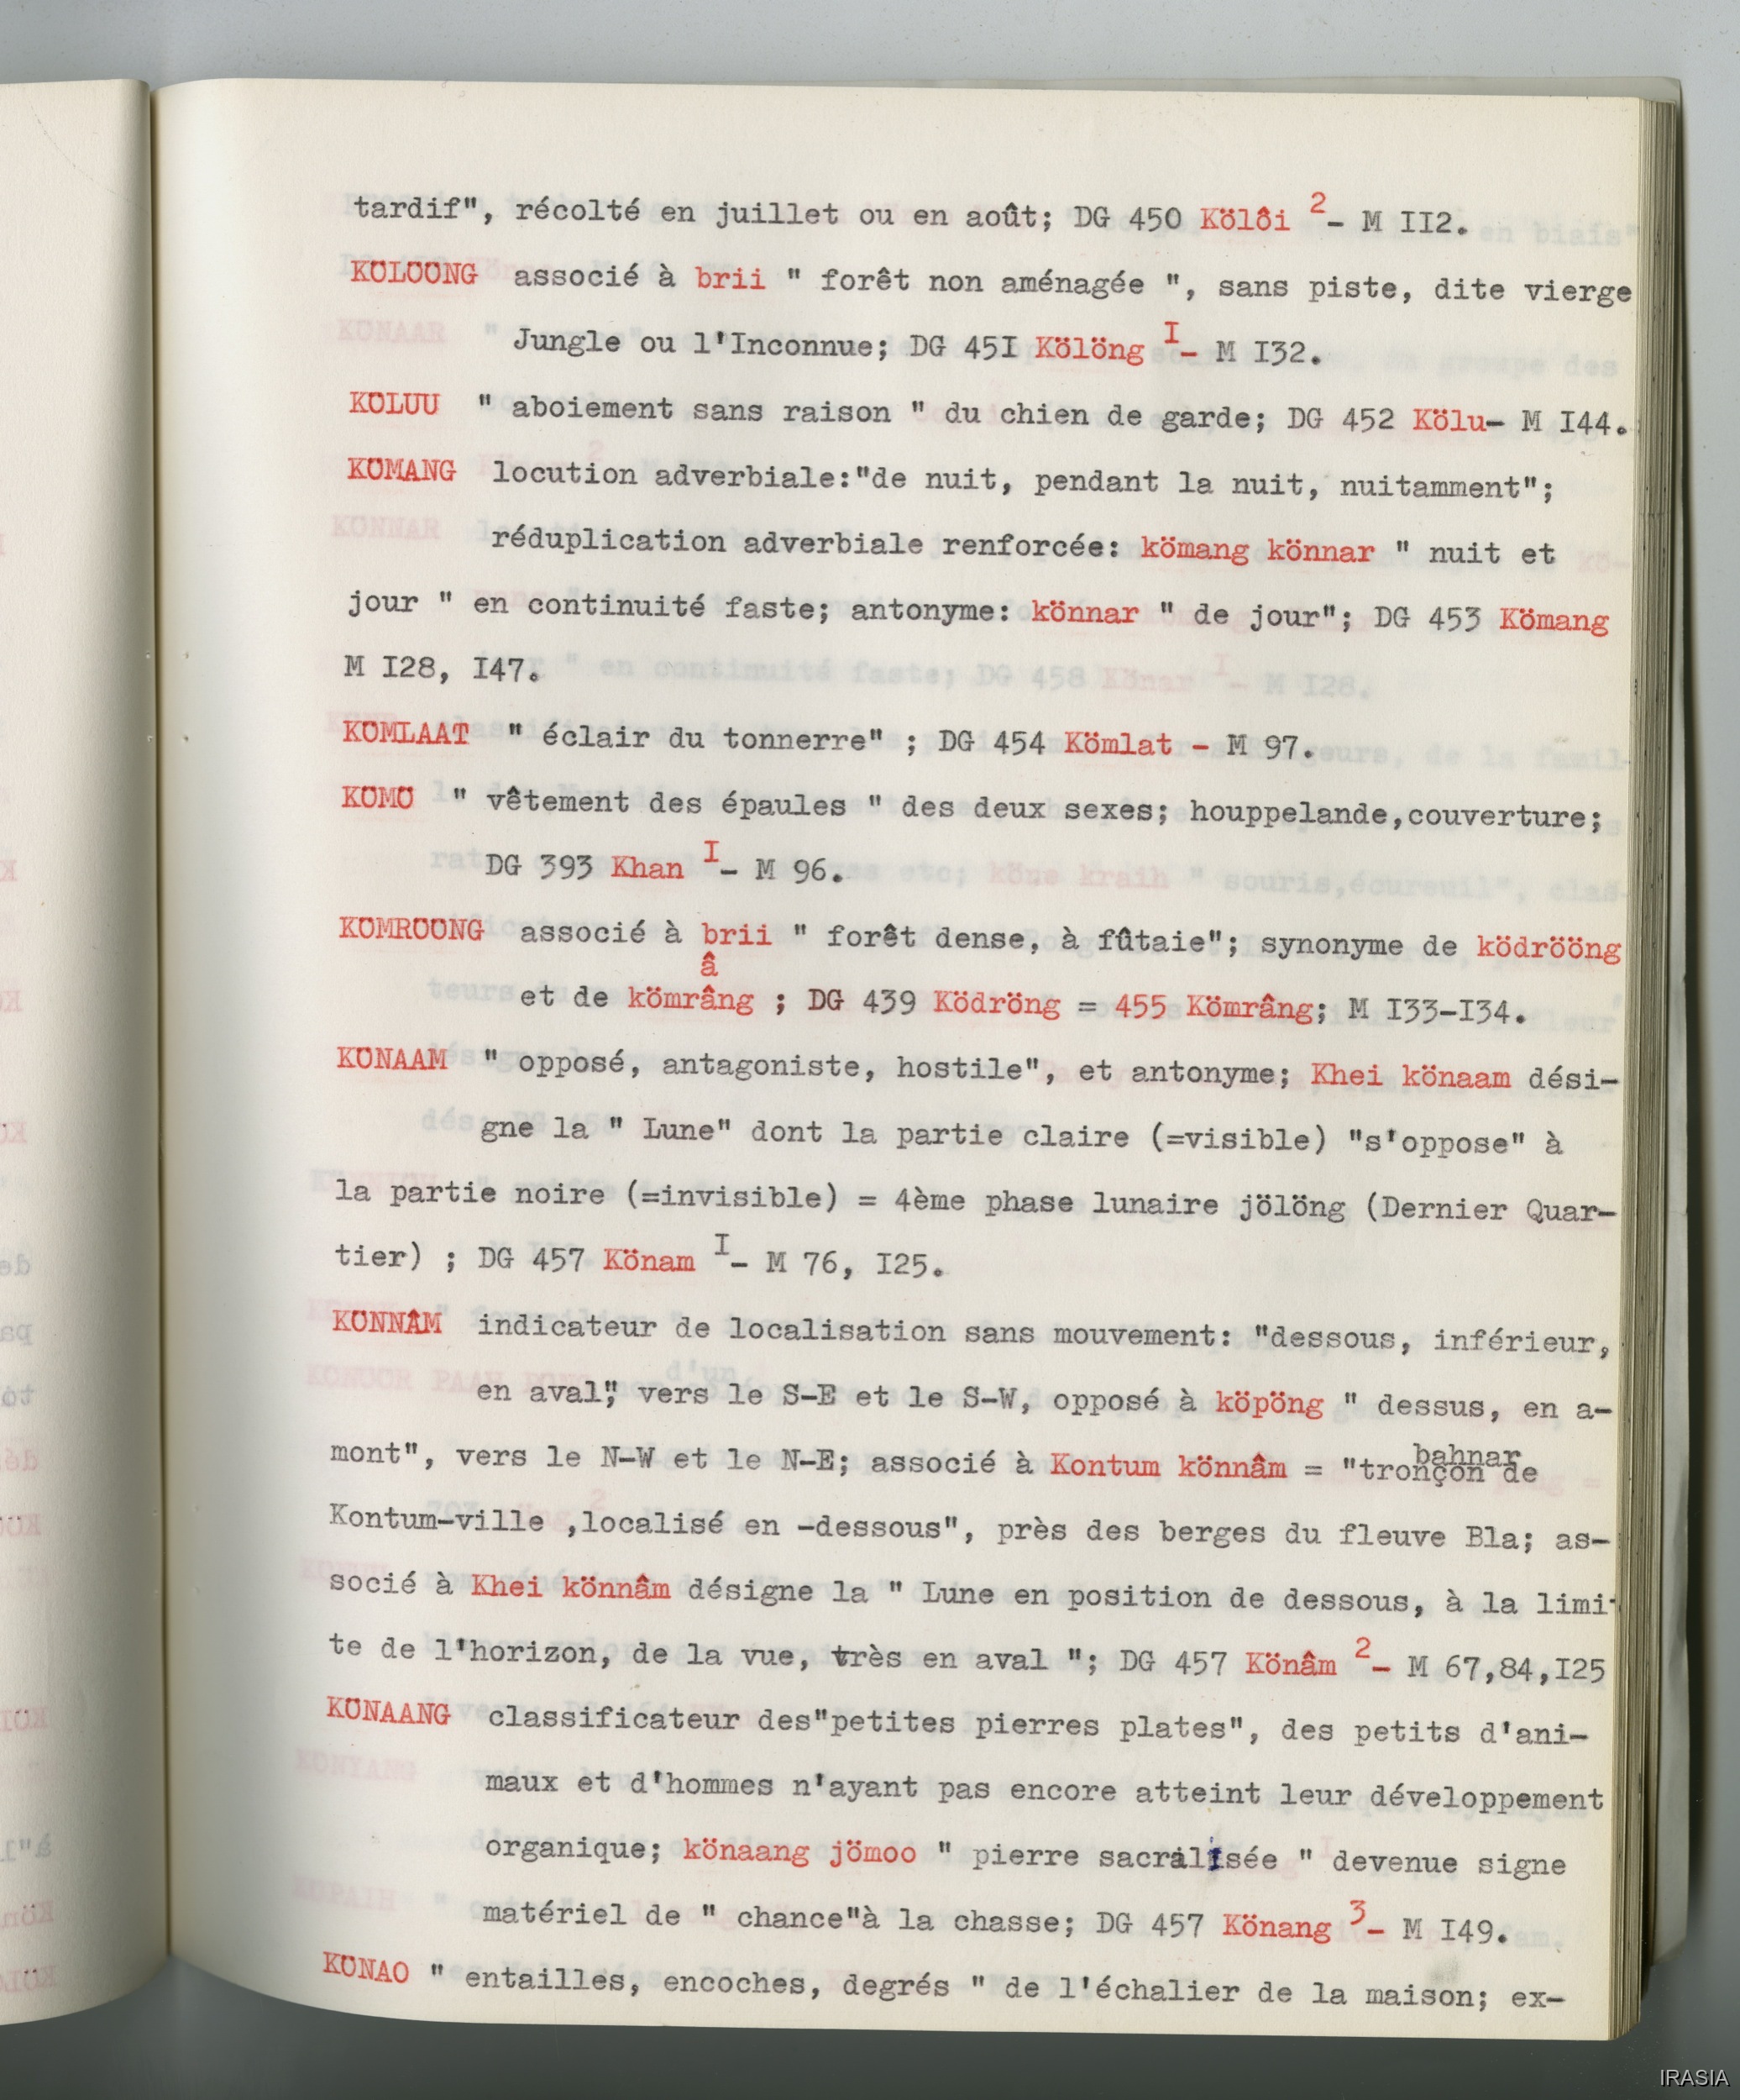 tardif", récolté en juillet ou en août; DG 450 Kölôi 2- M II2.
KÖLÖÖNG associé à brii " forêt non aménagée ", sans piste, dite vierge
Jungle ou l'Inconnue; DG 45I Kölöng I- M I32.
KÖLUU " aboiement sans raison " du chien de garde; DG 452 Kölu- M I44.
KÖMANG locution adverbiale:"de nuit, pendant la nuit, nuitamment";
réduplication adverbiale renforcée: kömang könnar " nuit et
jour " en continuité faste; antonyme: könnar " de jour"; DG 453 Kömang
M I28, I47.
KÖMLAAT " éclair du tonnerre" ; DG 454 Kömlat - M 97.
KÖMÖ " vêtement des épaules " des deux sexes; houppelande,couverture;
DG 393 Khan I- M 96.
KÖMRÖÖNG associé à brii " forêt dense, à fûtaie"; synonyme de ködrööng
â
et de kömrâng ; DG 439 Ködröng = 455 Kömrâng; M I33-I34.
KÖNAAM " opposé, antagoniste, hostile", et antonyme; Khei könaam dési-
gne la " Lune" dont la partie claire (=visible) "s'oppose" à
la partie noire (=invisible) = 4ème phase lunaire jölöng (Dernier Quar-
tier) ; DG 457 Könam I- M 76, I25.
KÖNNÂM indicateur de localisation sans mouvement: "dessous, inférieur,
en aval", vers le S-E et le S-W, opposé à köpöng " dessus, en a-
mont", vers le N-W et le N-E; associé à Kontum könnâm = "tronçon bahnar de
Kontum-ville ,localisé en -dessous", près des berges du fleuve Bla; as-
socié à Khei könnâm désigne la " Lune en position de dessous, à la limi-
te de l'horizon, de la vue, très en aval "; DG 457 Könâm 2- M 67,84,I25
KÖNAANG classificateur des"petites pierres plates", des petits d'ani-
maux et d'hommes n'ayant pas encore atteint leur développement
organique; könaang jömoo " pierre sacralisée " devenue signe
matériel de " chance"à la chasse; DG 457 Könang 3- M I49.
KÖNAO " entailles, encoches, degrés " de l'échalier de la maison; ex-
IRASIA